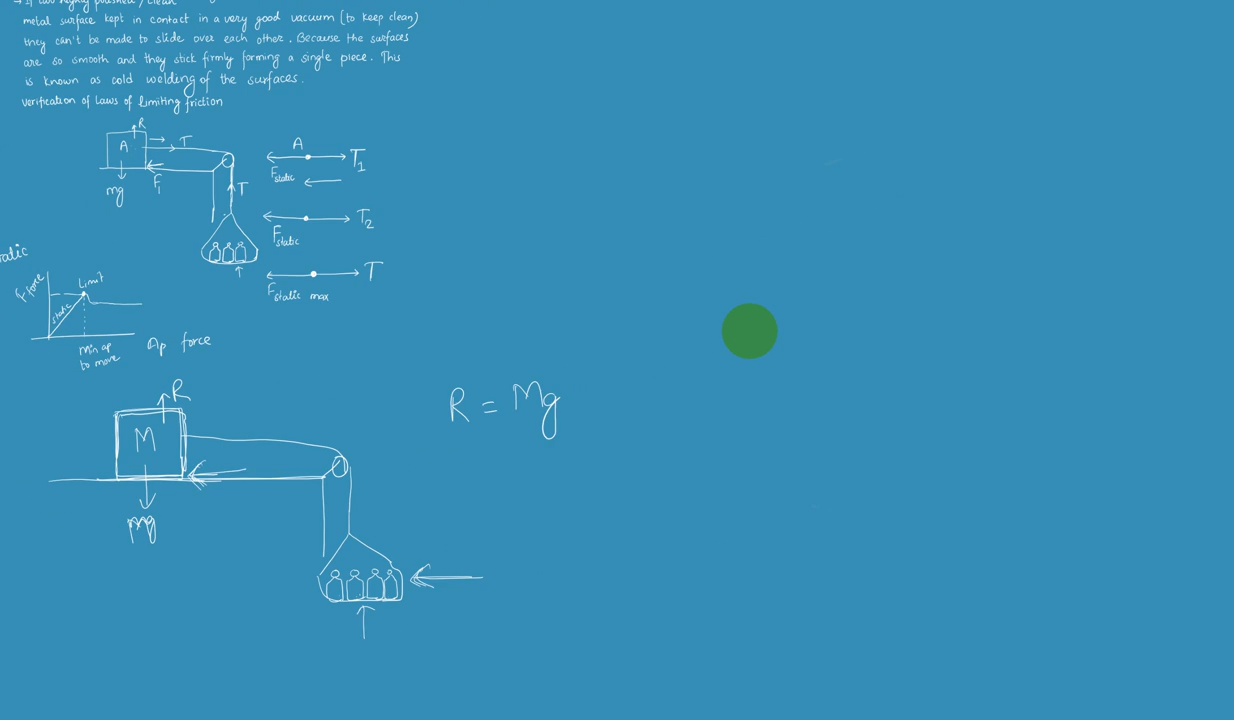 metal surface kept in contact in a very good vacuum (to keep clean)
they can't be made to slide over each other. Because the surfaces
are so smooth and they stick firmly forming a single piece. This
is known as cold welding of the surfaces.
verification of Laws of limiting friction
R
A
T
mg
F1
T
A
T1
Fstatic
T2
Fstatic
T
Fstatic max
force
Limit
static
Min ap
to move
Ap force
R
M
Mg
R = Mg